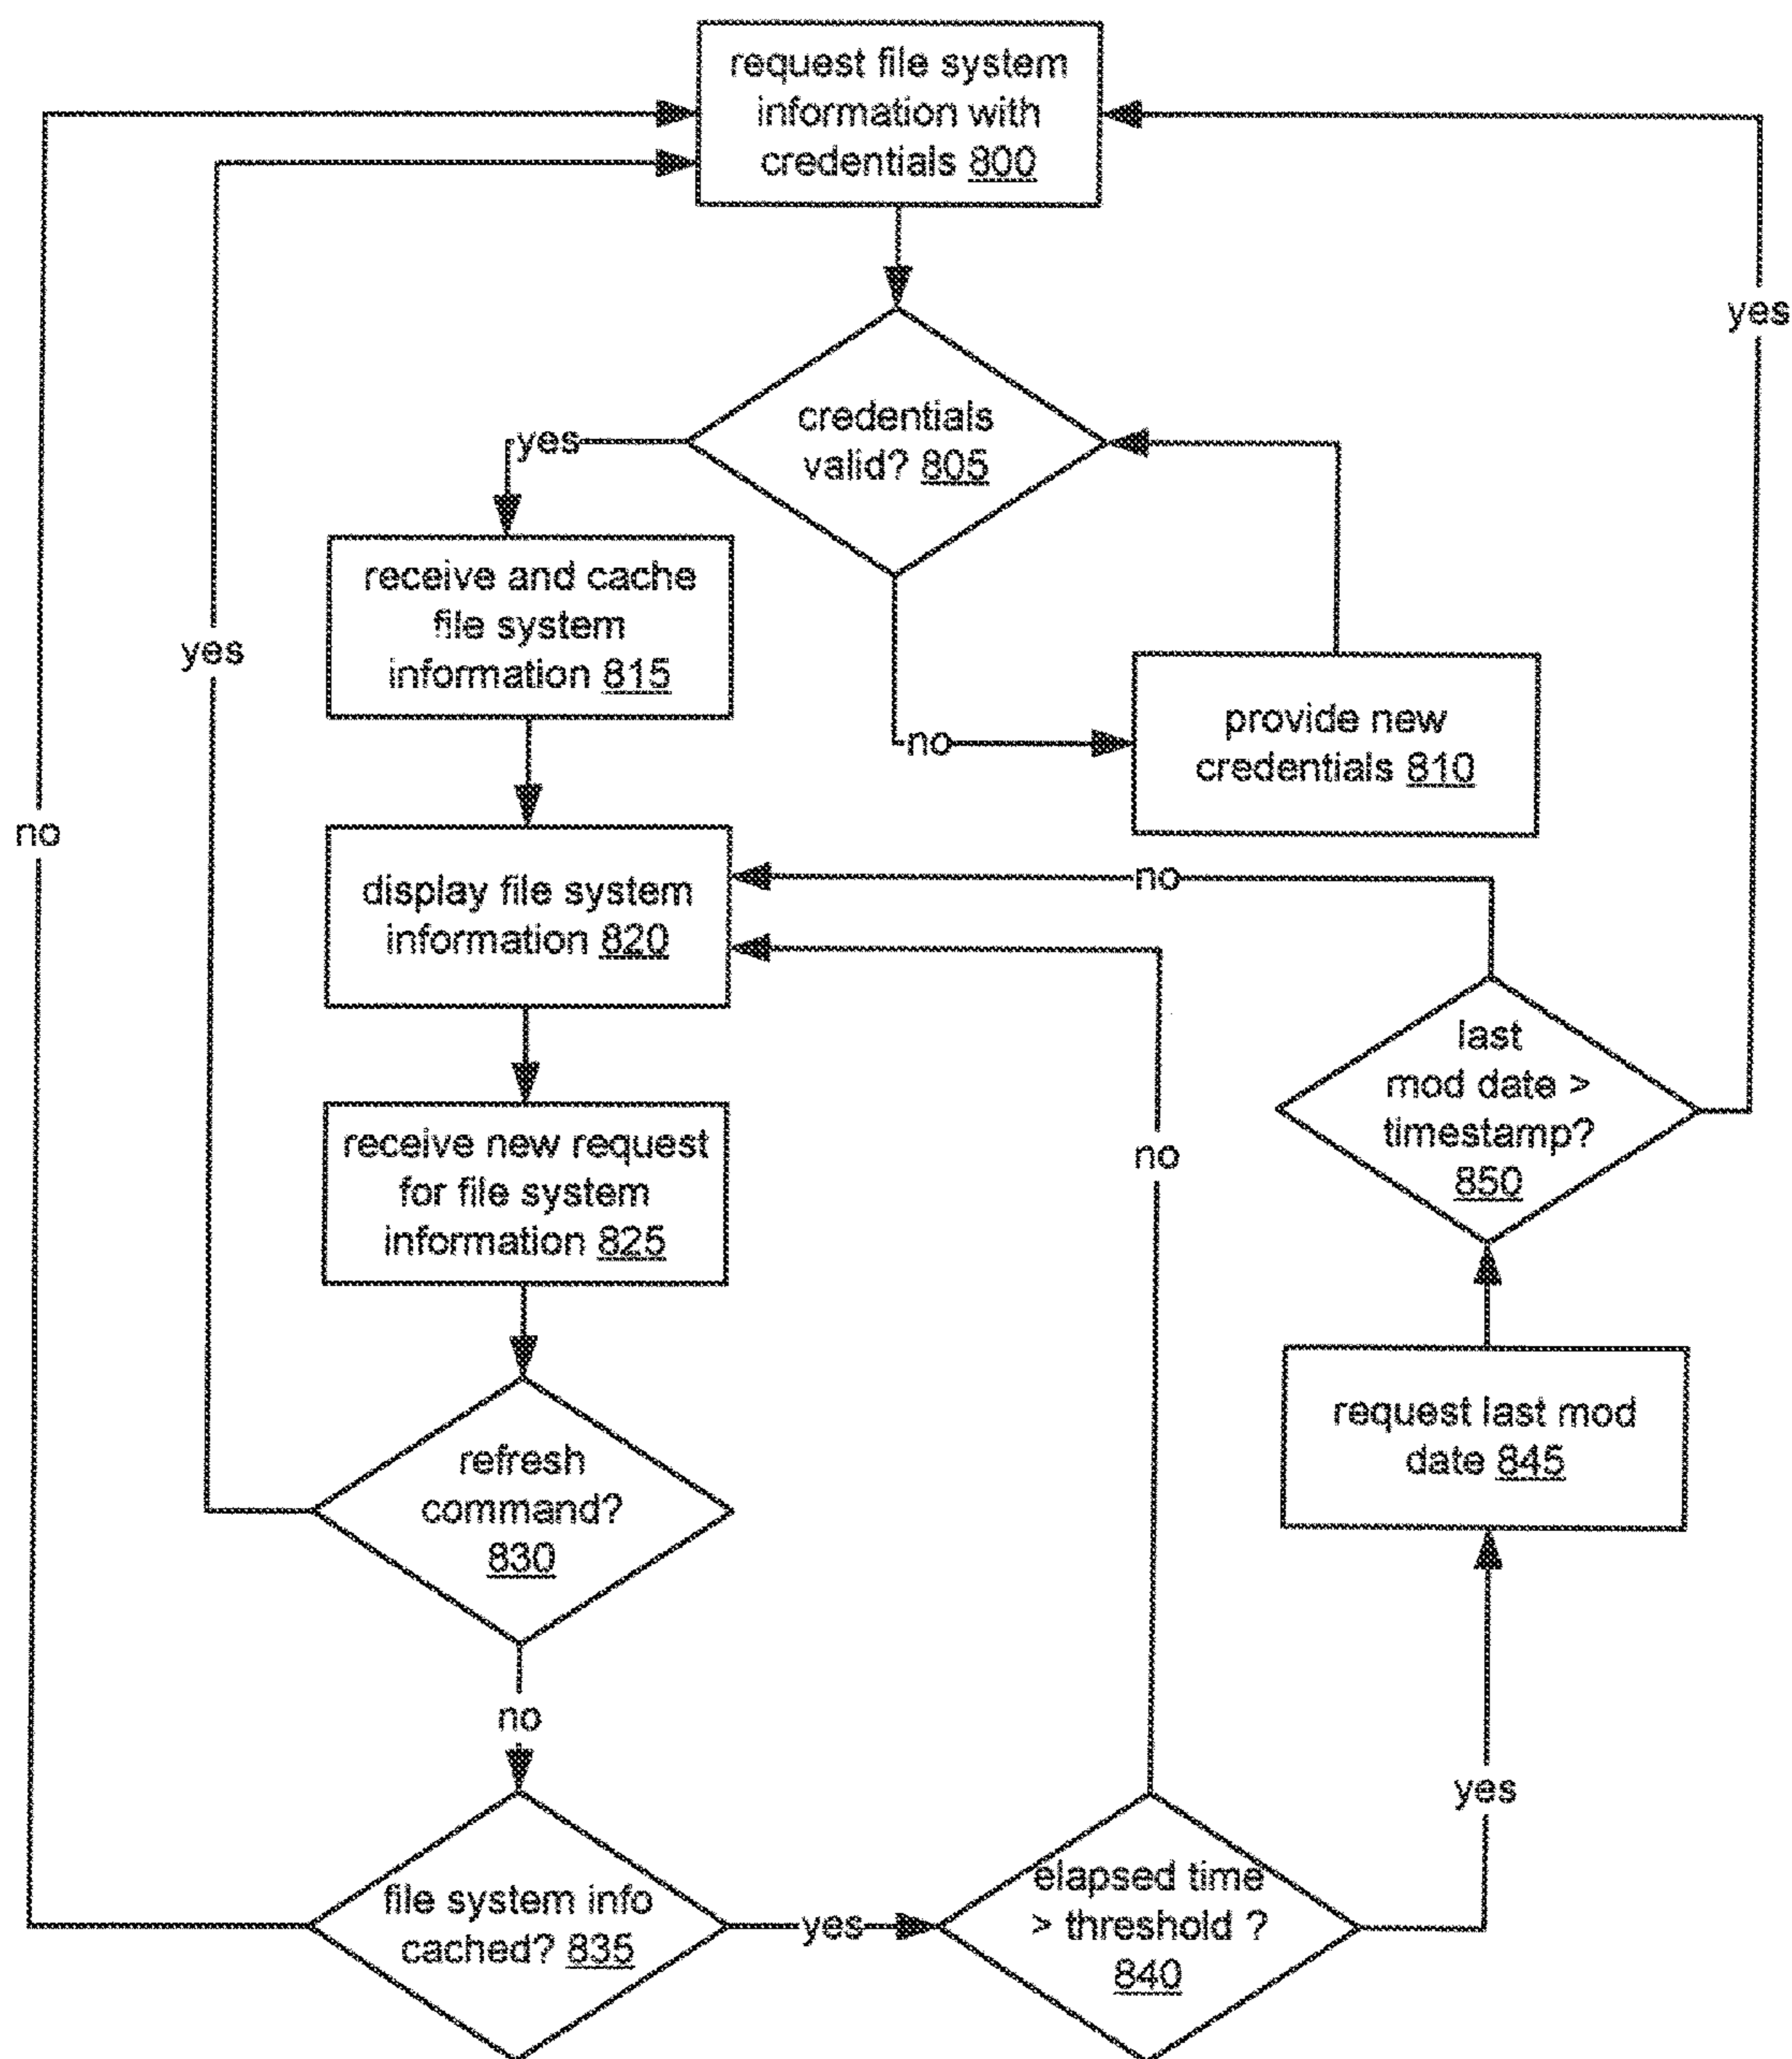 request file system
information with
credentials 800
yes
credentials
valid? 805
yes
receive and cache
file system
information 815
yes
provide new
credentials 810
no
no
display file system
information 820
no
last
mod date >
timestamp?
850
receive new request
for file system
information 825
no
request last mod
date 845
refresh
command?
830
no
yes
file system info
cached? 835
yes
elapsed time
> threshold ?
840